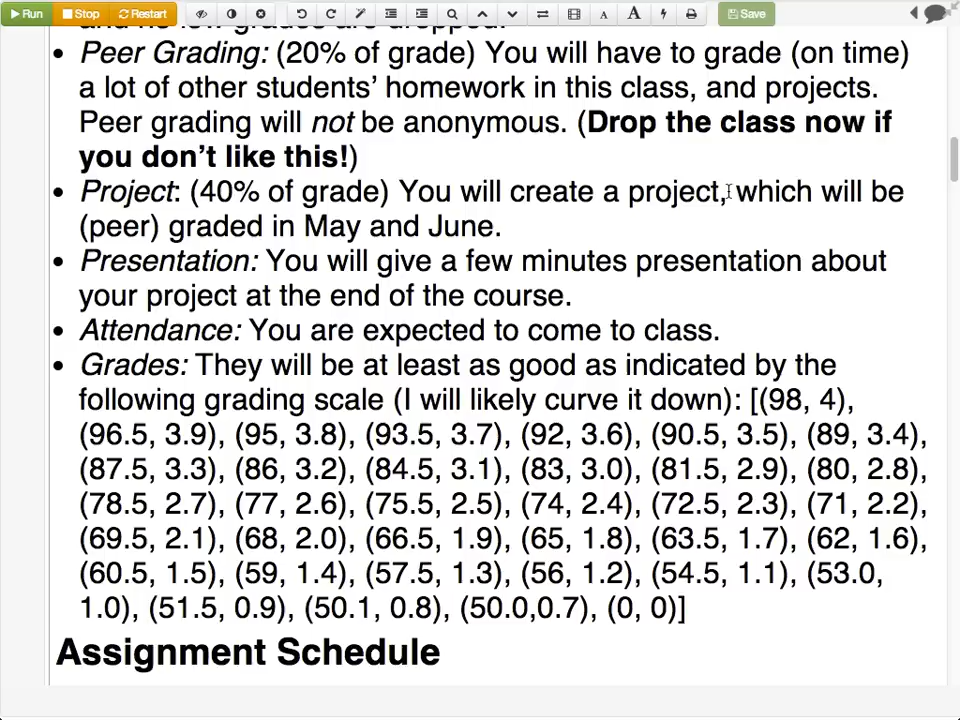 Run Stop Restart A A Save
and no low grades are dropped.
• Peer Grading: (20% of grade) You will have to grade (on time)
a lot of other students’ homework in this class, and projects.
Peer grading will not be anonymous. (Drop the class now if
you don’t like this!)
• Project: (40% of grade) You will create a project, which will be
(peer) graded in May and June.
• Presentation: You will give a few minutes presentation about
your project at the end of the course.
• Attendance: You are expected to come to class.
• Grades: They will be at least as good as indicated by the
following grading scale (I will likely curve it down): [(98, 4),
(96.5, 3.9), (95, 3.8), (93.5, 3.7), (92, 3.6), (90.5, 3.5), (89, 3.4),
(87.5, 3.3), (86, 3.2), (84.5, 3.1), (83, 3.0), (81.5, 2.9), (80, 2.8),
(78.5, 2.7), (77, 2.6), (75.5, 2.5), (74, 2.4), (72.5, 2.3), (71, 2.2),
(69.5, 2.1), (68, 2.0), (66.5, 1.9), (65, 1.8), (63.5, 1.7), (62, 1.6),
(60.5, 1.5), (59, 1.4), (57.5, 1.3), (56, 1.2), (54.5, 1.1), (53.0,
1.0), (51.5, 0.9), (50.1, 0.8), (50.0,0.7), (0, 0)]
Assignment Schedule